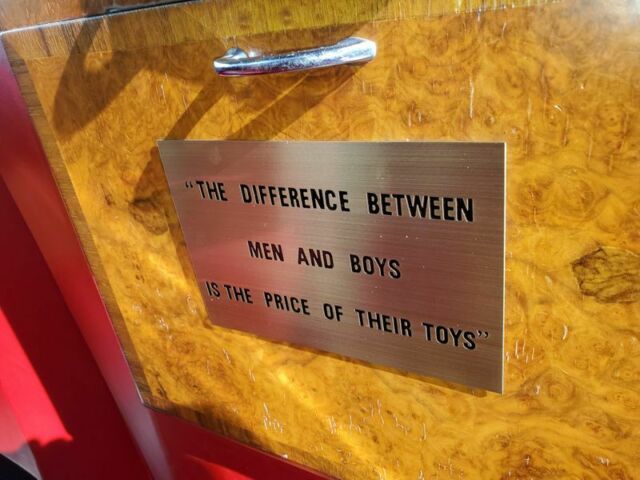 “THE DIFFERENCE BETWEEN
MEN AND BOYS
IS THE PRICE OF THEIR TOYS”